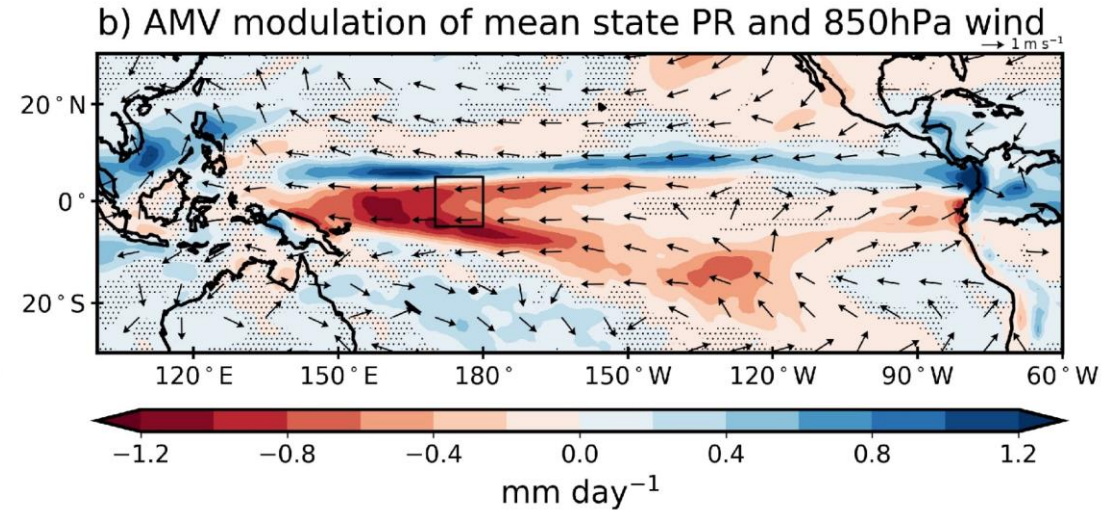 b) AMV modulation of mean state PR and 850hPa wind
1 m s⁻¹
20°N
0°
20°S
120°E 150°E 180° 150°W 120°W 90°W 60°W
−1.2 −0.8 −0.4 0.0 0.4 0.8 1.2
mm day⁻¹